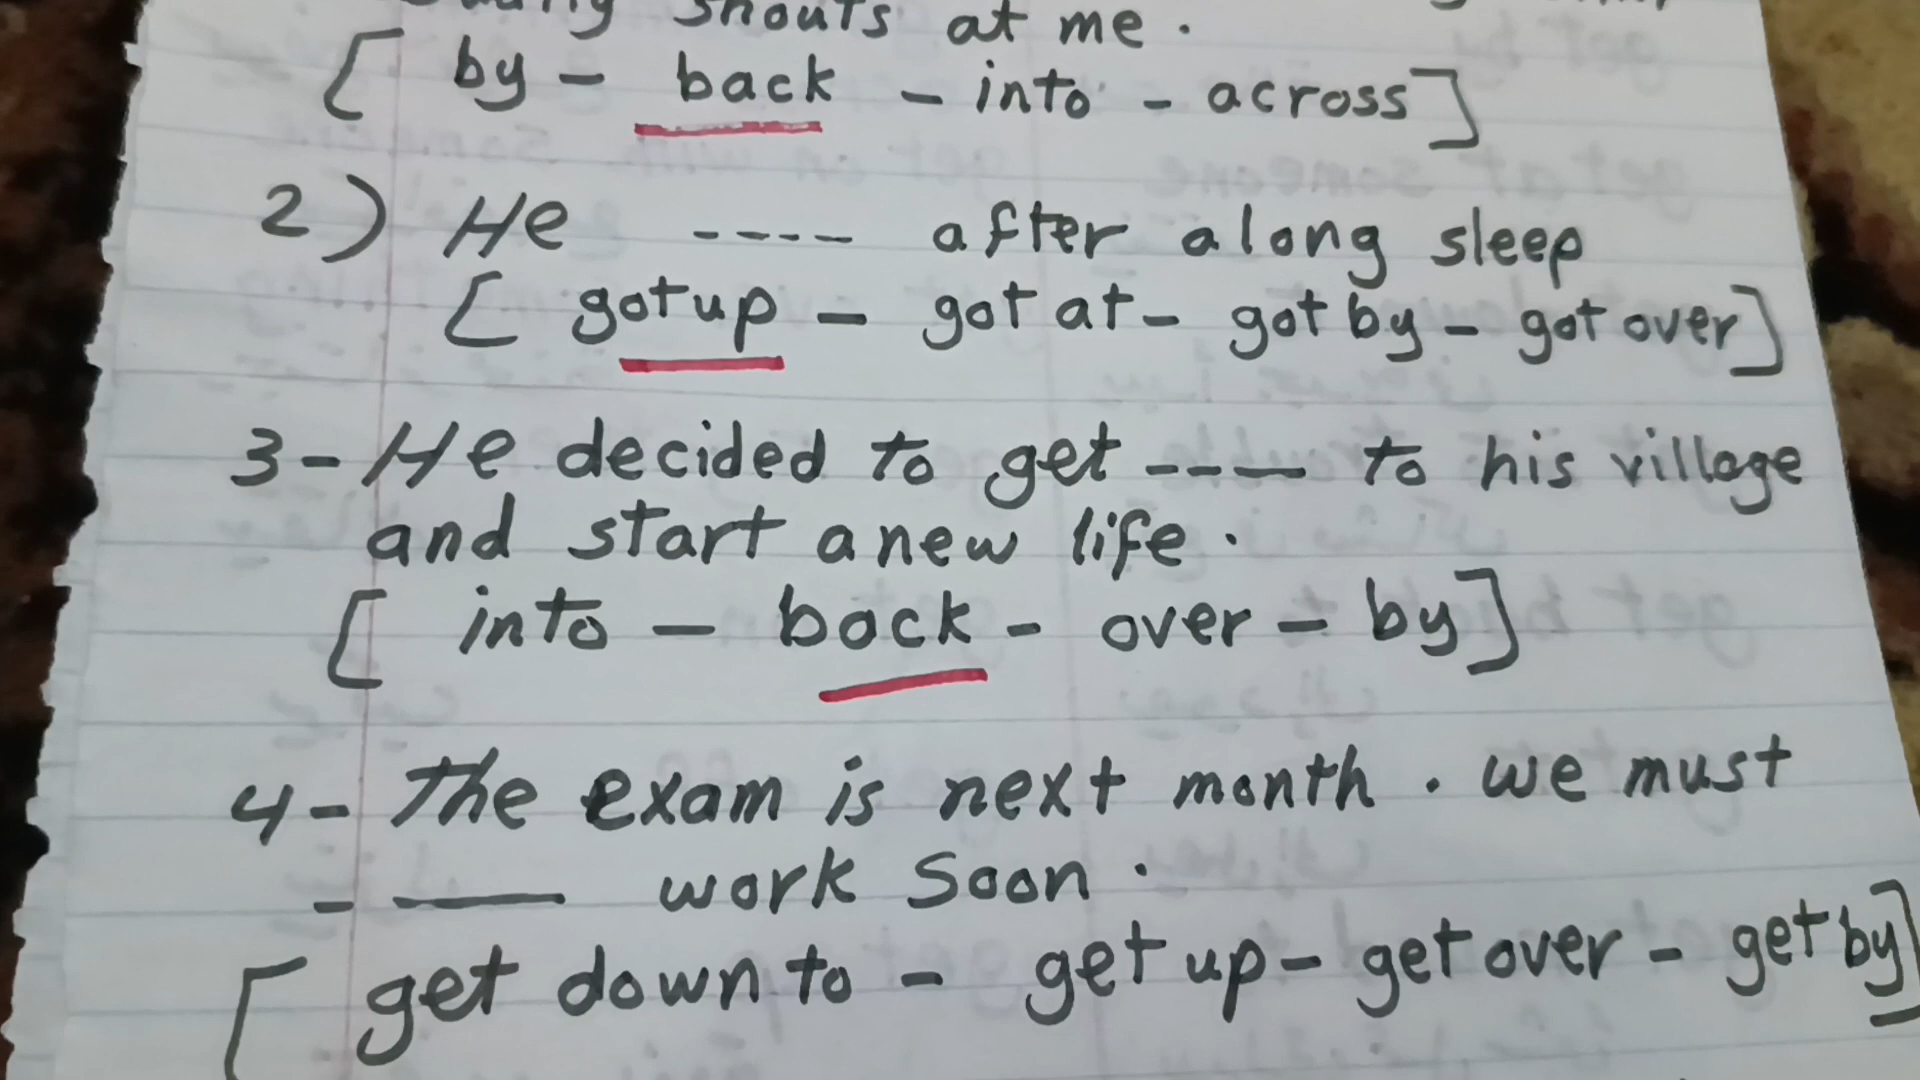 shouts at me.
[ by - back - into - across ]
2) He ---- after along sleep
[ got up - got at - got by - got over ]
3- He decided to get ---- to his village
and start a new life.
[ into - back - over - by ]
4- The exam is next month. we must
- ---- work soon.
[ get down to - get up - get over - get by ]